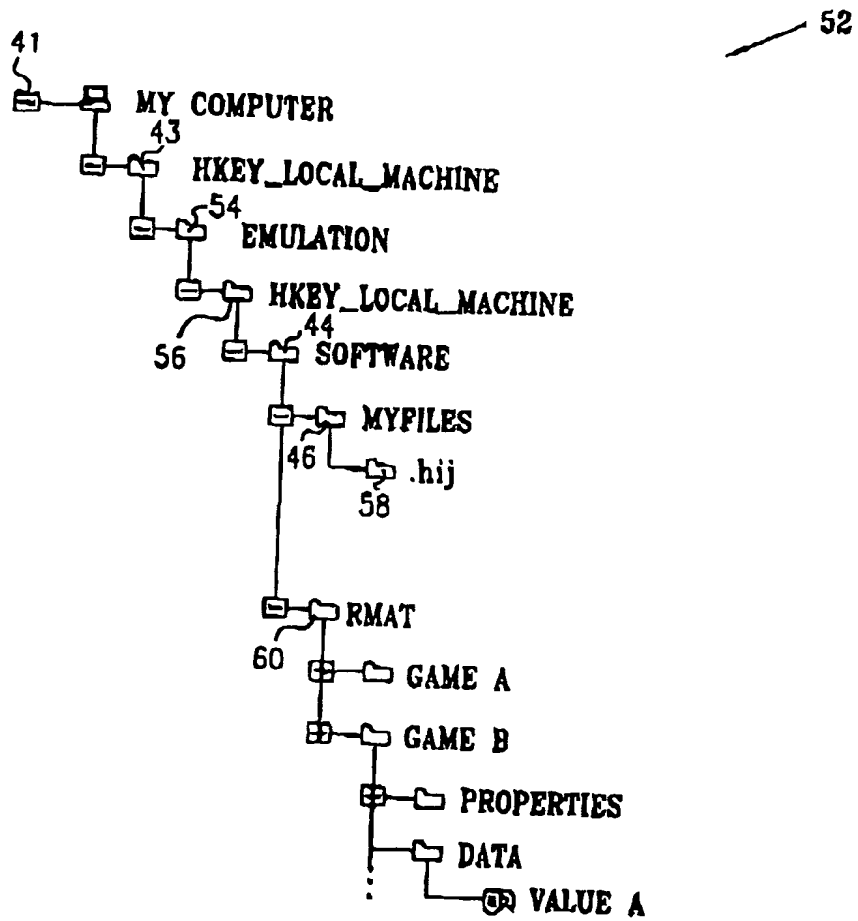 52
41
MY COMPUTER
43
HKEY_LOCAL_MACHINE
54
EMULATION
HKEY_LOCAL_MACHINE
56
44
SOFTWARE
MYFILES
46
.hij
58
RMAT
60
GAME A
GAME B
PROPERTIES
DATA
VALUE A